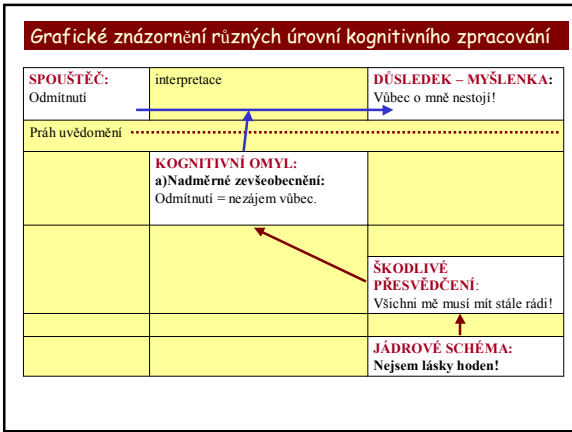 Grafické znázornění různých úrovní kognitivního zpracování
SPOUŠTĚČ:
Odmítnutí
interpretace
DŮSLEDEK – MYŠLENKA:
Vůbec o mně nestojí!
Práh uvědomění
KOGNITIVNÍ OMYL:
a)Nadměrné zevšeobecnění:
Odmítnutí = nezájem vůbec.
ŠKODLIVÉ
PŘESVĚDČENÍ:
Všichni mě musí mít stále rádi!
JÁDROVÉ SCHÉMA:
Nejsem lásky hoden!